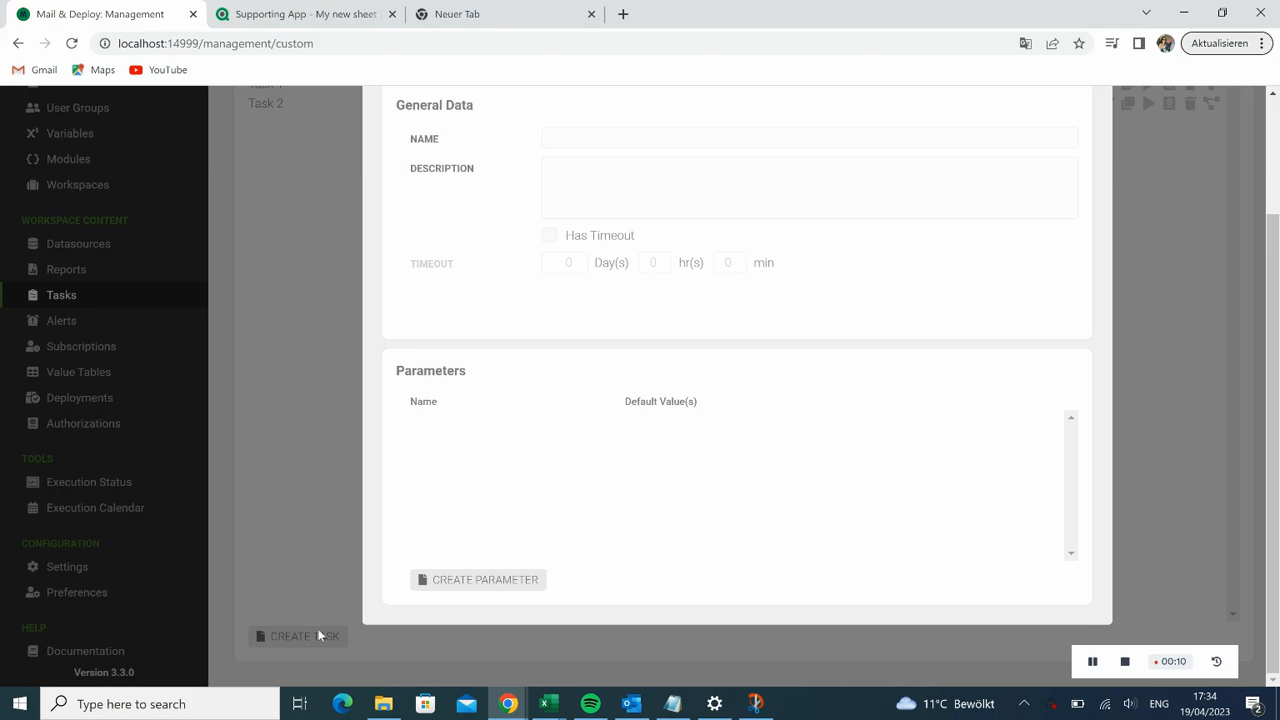 Mail & Deploy: Management
Supporting App - My new sheet
Neuer Tab
localhost:14999/management/custom
Aktualisieren
Gmail
Maps
YouTube
User Groups
Variables
Modules
Workspaces
WORKSPACE CONTENT
Datasources
Reports
Tasks
Alerts
Subscriptions
Value Tables
Deployments
Authorizations
TOOLS
Execution Status
Execution Calendar
CONFIGURATION
Settings
Preferences
HELP
Documentation
Version 3.3.0
Task 2
General Data
NAME
DESCRIPTION
Has Timeout
TIMEOUT 0 Day(s) 0 hr(s) 0 min
Parameters
Name Default Value(s)
CREATE PARAMETER
CREATE TASK
00:10
Type here to search
11°C Bewölkt
ENG
17:34
19/04/2023
2